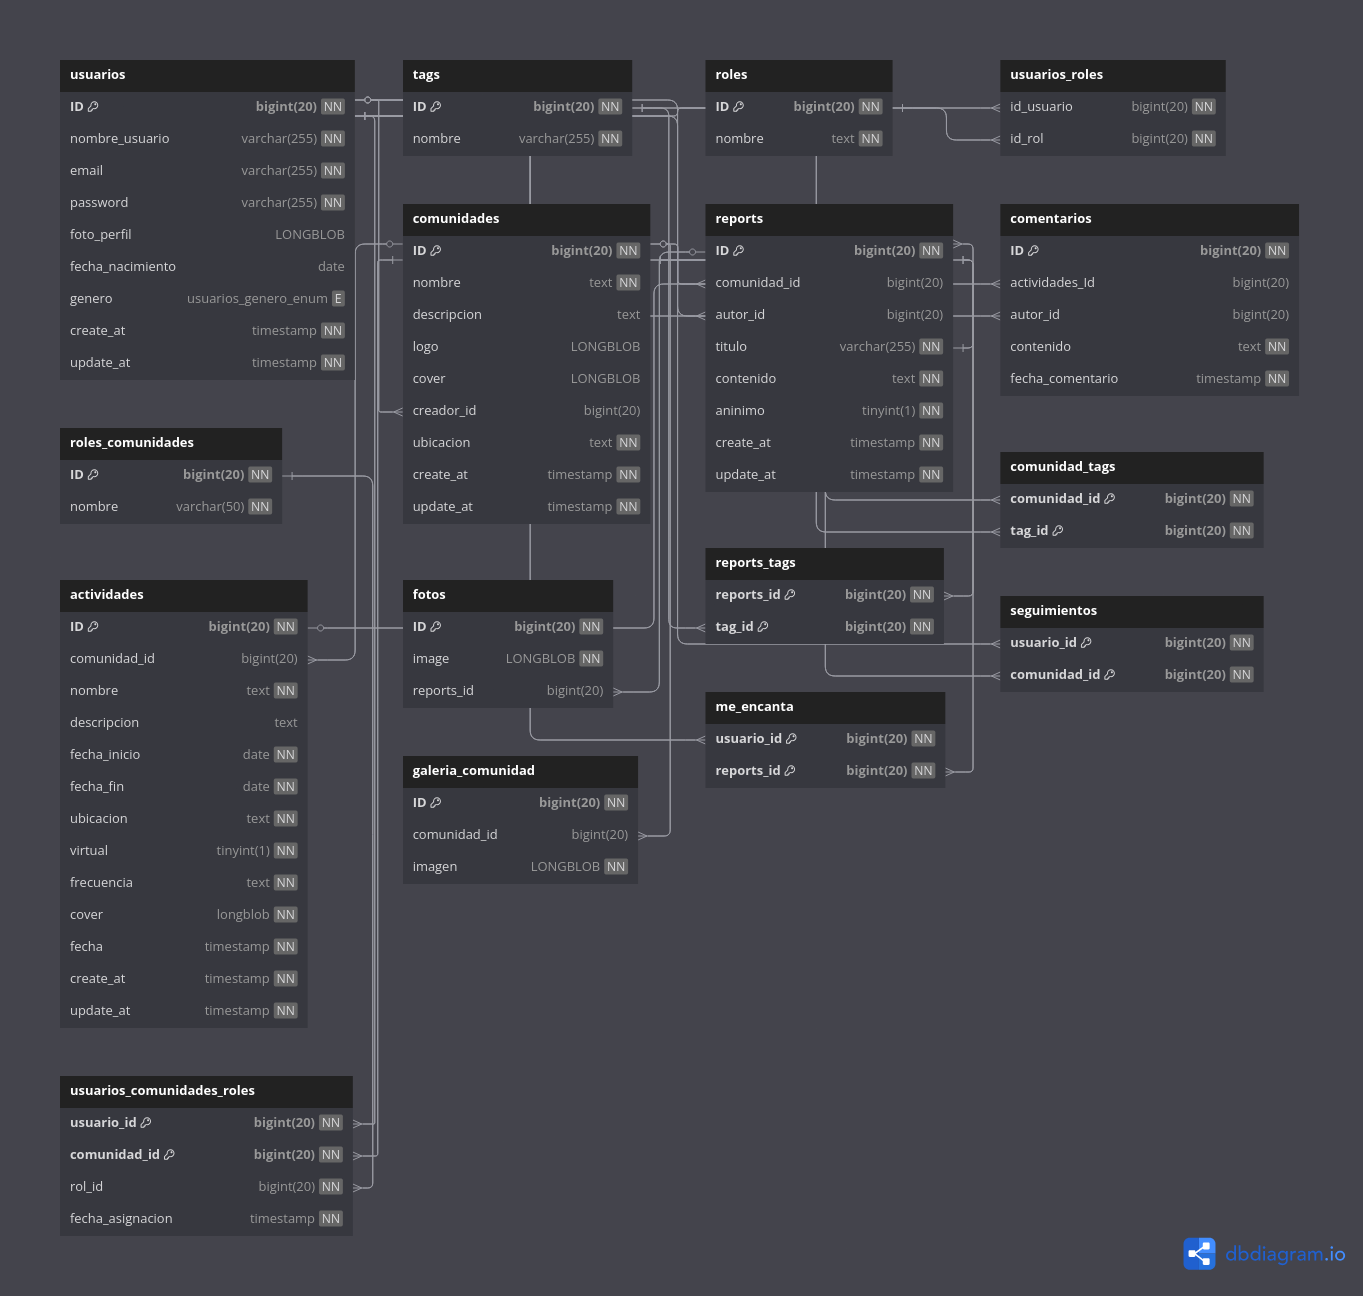 usuarios
ID bigint(20) NN
nombre_usuario varchar(255) NN
email varchar(255) NN
password varchar(255) NN
foto_perfil LONGBLOB
fecha_nacimiento date
genero usuarios_genero_enum E
create_at timestamp NN
update_at timestamp NN
tags
ID bigint(20) NN
nombre varchar(255) NN
roles
ID bigint(20) NN
nombre text NN
usuarios_roles
id_usuario bigint(20) NN
id_rol bigint(20) NN
comunidades
ID bigint(20) NN
nombre text NN
descripcion text
logo LONGBLOB
cover LONGBLOB
creador_id bigint(20)
ubicacion text NN
create_at timestamp NN
update_at timestamp NN
reports
ID bigint(20) NN
comunidad_id bigint(20)
autor_id bigint(20)
titulo varchar(255) NN
contenido text NN
aninimo tinyint(1) NN
create_at timestamp NN
update_at timestamp NN
comentarios
ID bigint(20) NN
actividades_Id bigint(20)
autor_id bigint(20)
contenido text NN
fecha_comentario timestamp NN
roles_comunidades
ID bigint(20) NN
nombre varchar(50) NN
comunidad_tags
comunidad_id bigint(20) NN
tag_id bigint(20) NN
actividades
ID bigint(20) NN
comunidad_id bigint(20)
nombre text NN
descripcion text
fecha_inicio date NN
fecha_fin date NN
ubicacion text NN
virtual tinyint(1) NN
frecuencia text NN
cover longblob NN
fecha timestamp NN
create_at timestamp NN
update_at timestamp NN
fotos
ID bigint(20) NN
image LONGBLOB NN
reports_id bigint(20)
reports_tags
reports_id bigint(20) NN
tag_id bigint(20) NN
seguimientos
usuario_id bigint(20) NN
comunidad_id bigint(20) NN
me_encanta
usuario_id bigint(20) NN
reports_id bigint(20) NN
galeria_comunidad
ID bigint(20) NN
comunidad_id bigint(20)
imagen LONGBLOB NN
usuarios_comunidades_roles
usuario_id bigint(20) NN
comunidad_id bigint(20) NN
rol_id bigint(20) NN
fecha_asignacion timestamp NN
dbdiagram.io